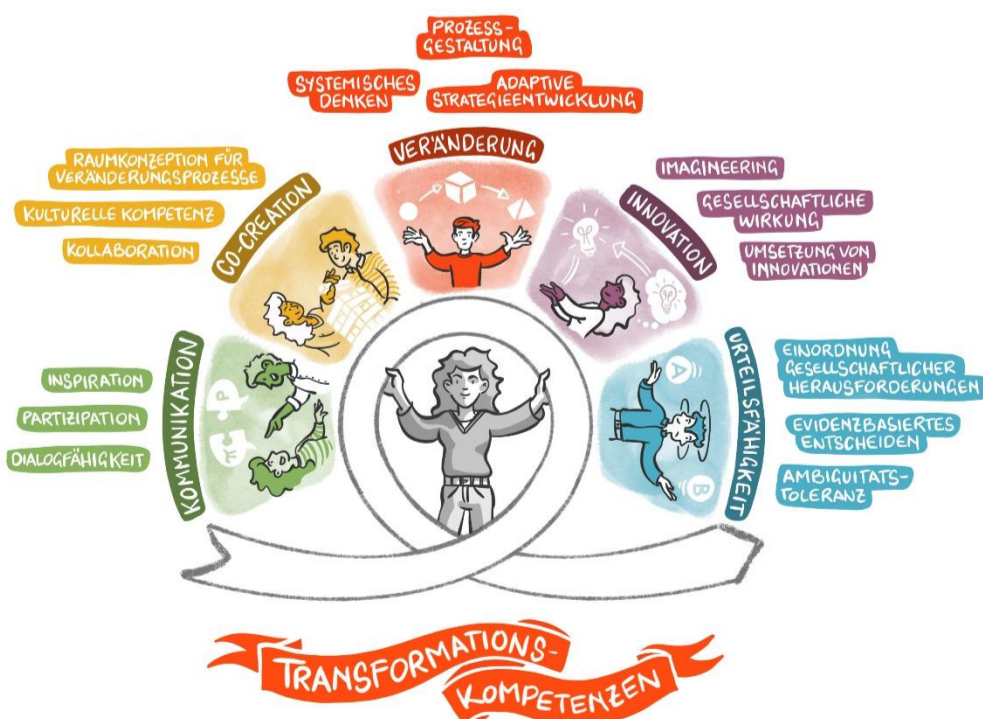 PROZESS-
GESTALTUNG
SYSTEMISCHES
DENKEN
ADAPTIVE
STRATEGIEENTWICKLUNG
VERÄNDERUNG
RAUMKONZEPTION FÜR
VERÄNDERUNGSPROZESSE
KULTURELLE KOMPETENZ
KOLLABORATION
CO-CREATION
IMAGINEERING
GESELLSCHAFTLICHE
WIRKUNG
UMSETZUNG VON
INNOVATIONEN
INNOVATION
INSPIRATION
PARTIZIPATION
DIALOGFÄHIGKEIT
KOMMUNIKATION
EINORDNUNG
GESELLSCHAFTLICHER
HERAUSFORDERUNGEN
EVIDENZBASIERTES
ENTSCHEIDEN
AMBIGUITATS-
TOLERANZ
URTEILSFÄHIGKEIT
A
B
TRANSFORMATIONS-
KOMPETENZEN